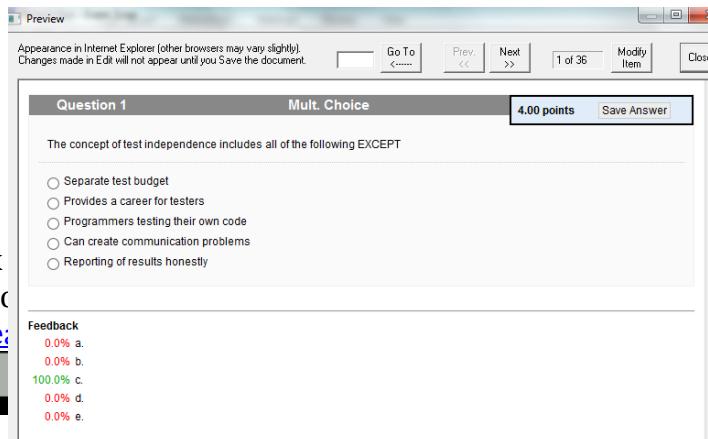 Preview
Appearance in Internet Explorer (other browsers may vary slightly).
Changes made in Edit will not appear until you Save the document.
Go To
<------
Prev.
<<
Next
>>
1 of 36
Modify
Item
Close
Question 1 Mult. Choice 4.00 points Save Answer
The concept of test independence includes all of the following EXCEPT
Separate test budget
Provides a career for testers
Programmers testing their own code
Can create communication problems
Reporting of results honestly
Feedback
0.0% a.
0.0% b.
100.0% c.
0.0% d.
0.0% e.